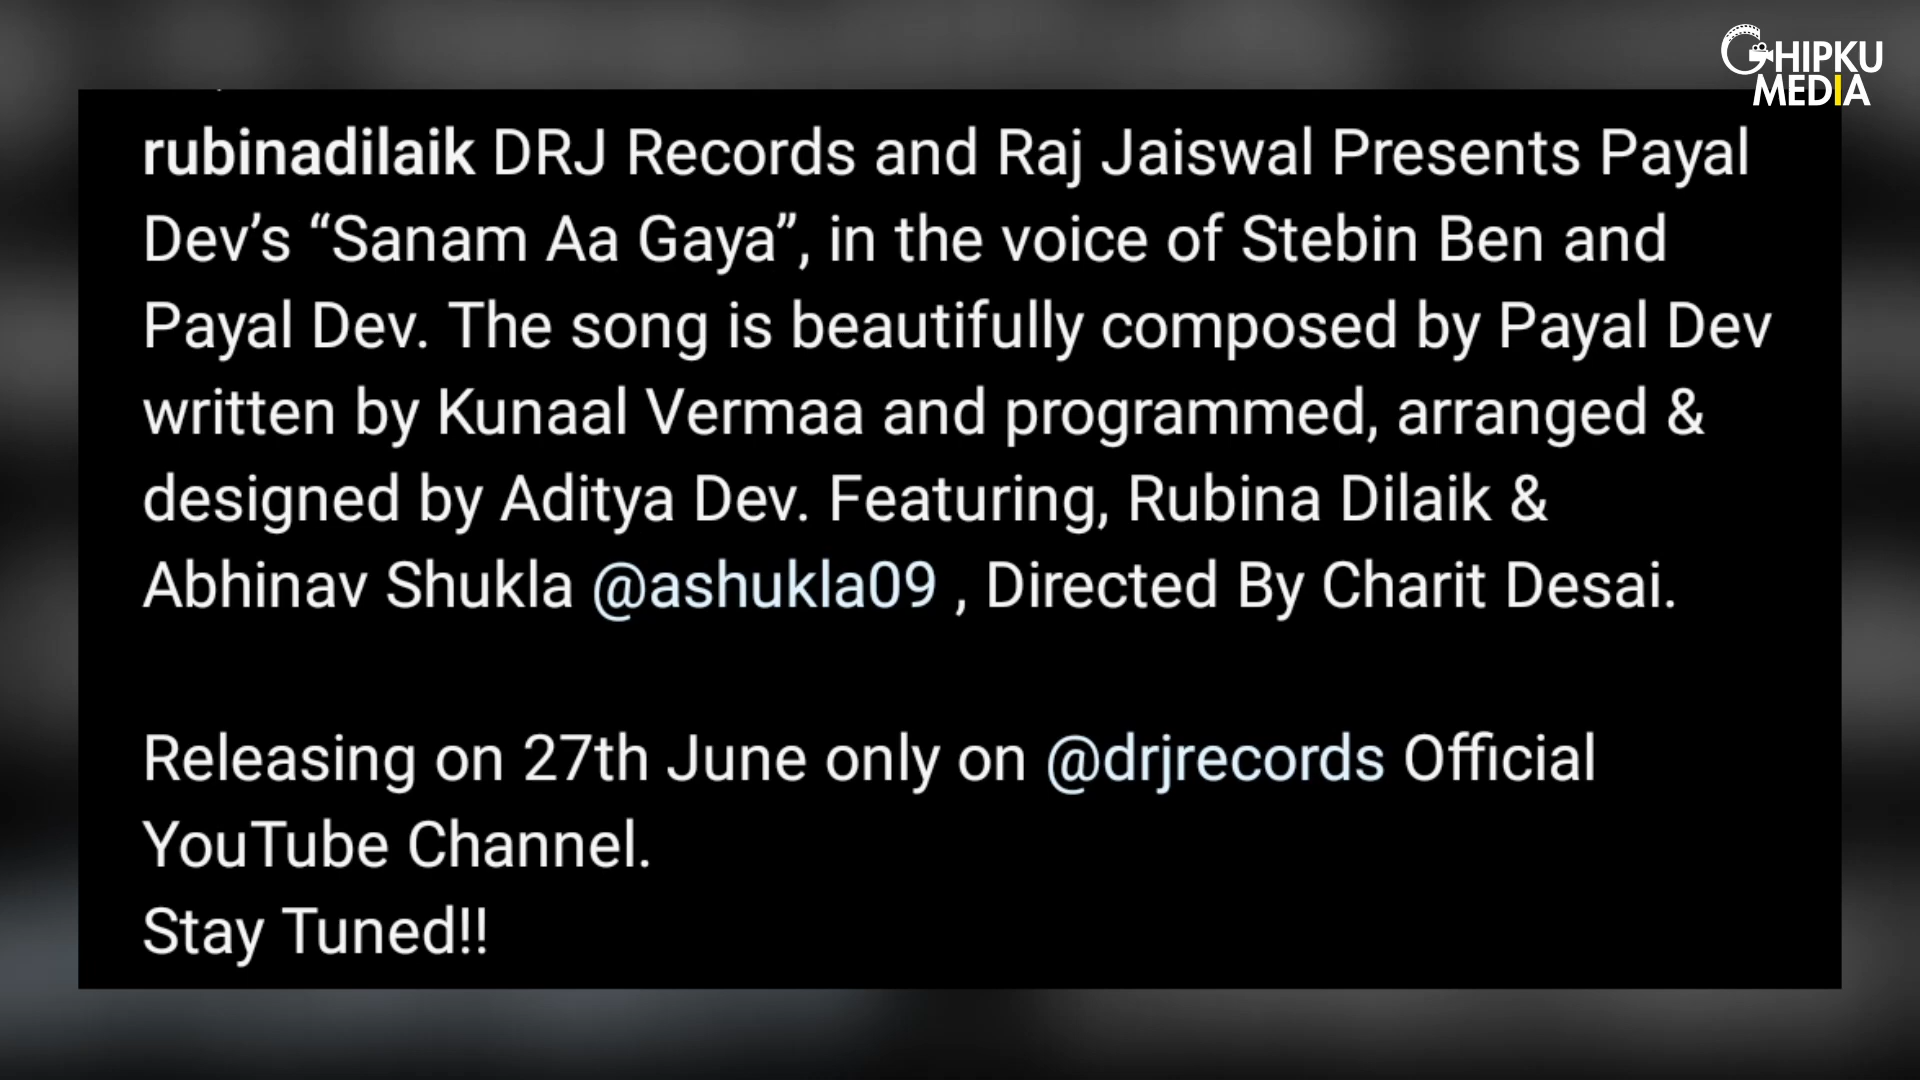 GHIPKU
MEDIA
rubinadilaik DRJ Records and Raj Jaiswal Presents Payal
Dev’s “Sanam Aa Gaya”, in the voice of Stebin Ben and
Payal Dev. The song is beautifully composed by Payal Dev
written by Kunaal Vermaa and programmed, arranged &
designed by Aditya Dev. Featuring, Rubina Dilaik &
Abhinav Shukla @ashukla09 , Directed By Charit Desai.
Releasing on 27th June only on @drjrecords Official
YouTube Channel.
Stay Tuned!!